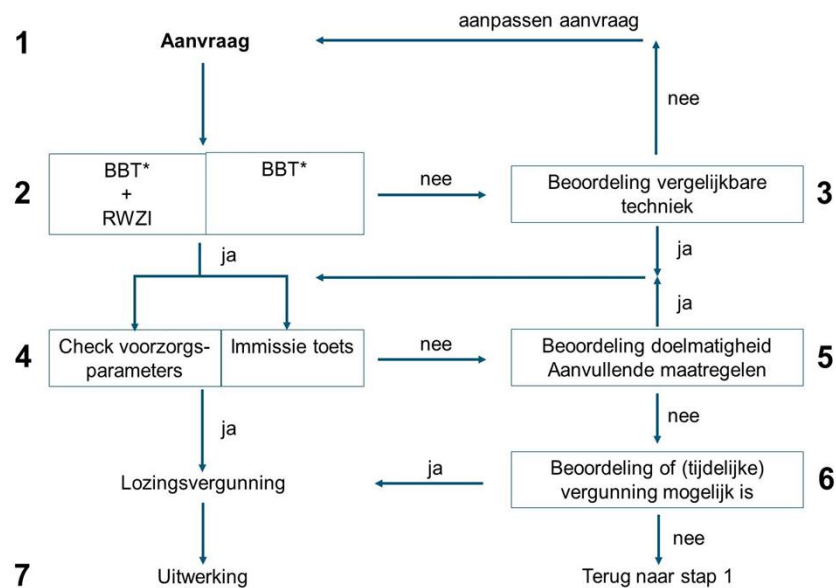 aanpassen aanvraag
1
Aanvraag
nee
2
BBT*
+
RWZI
BBT*
nee
Beoordeling vergelijkbare
techniek
3
ja
ja
ja
4
Check voorzorgs-
parameters
Immissie toets
nee
Beoordeling doelmatigheid
Aanvullende maatregelen
5
ja
nee
Lozingsvergunning
ja
Beoordeling of (tijdelijke)
vergunning mogelijk is
6
nee
7
Uitwerking
Terug naar stap 1